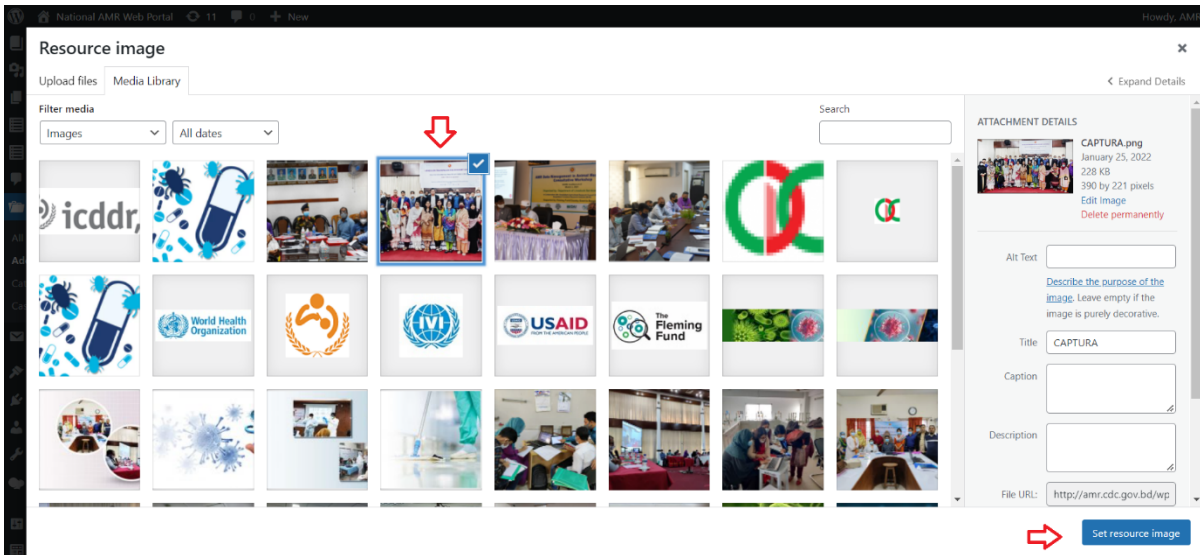 National AMR Web Portal 11 0 + New Howdy, AMR
Resource image
Upload files Media Library
Expand Details
Filter media
Search
Images All dates
ATTACHMENT DETAILS
CAPTURA.png
January 25, 2022
228 KB
390 by 221 pixels
Edit Image
Delete permanently
icddr,
World Health
Organization
IVI
USAID
FROM THE AMERICAN PEOPLE
The
Fleming
Fund
Alt Text
Describe the purpose of the
image. Leave empty if the
image is purely decorative.
Title CAPTURA
Caption
Description
File URL: http://amr.cdc.gov.bd/wp
Set resource image